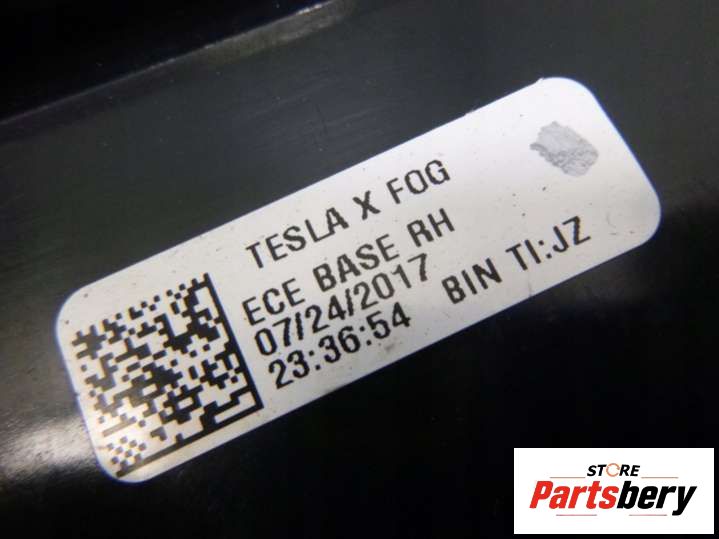 TESLA X FOG
ECE BASE RH
07/24/2017
23:36:54 BIN TI:JZ
STORE
Partsbery